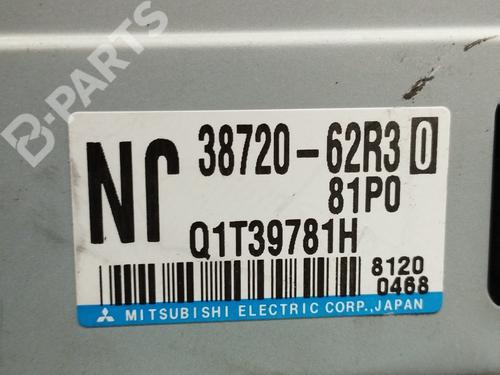 B-PARTS
NC 38720-62R3 0
81P0
Q1T39781H
8120
0468
MITSUBISHI ELECTRIC CORP., JAPAN